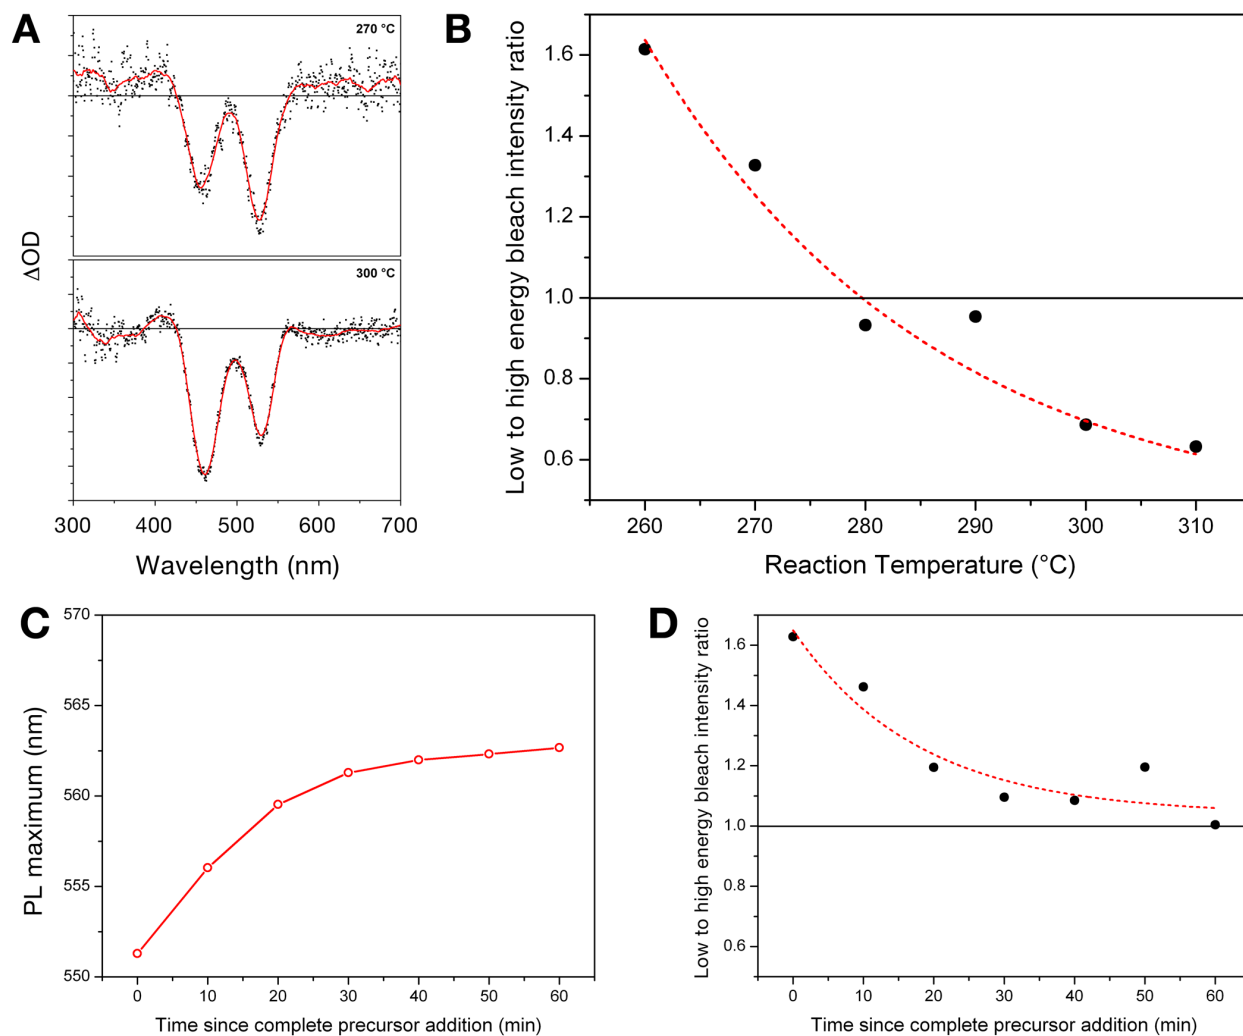 A
270 °C
300 °C
ΔOD
300 400 500 600 700
Wavelength (nm)
B
Low to high energy bleach intensity ratio
1.6
1.4
1.2
1.0
0.8
0.6
260 270 280 290 300 310
Reaction Temperature (°C)
C
PL maximum (nm)
570
565
560
555
550
0 10 20 30 40 50 60
Time since complete precursor addition (min)
D
Low to high energy bleach intensity ratio
1.6
1.4
1.2
1.0
0.8
0.6
0 10 20 30 40 50 60
Time since complete precursor addition (min)